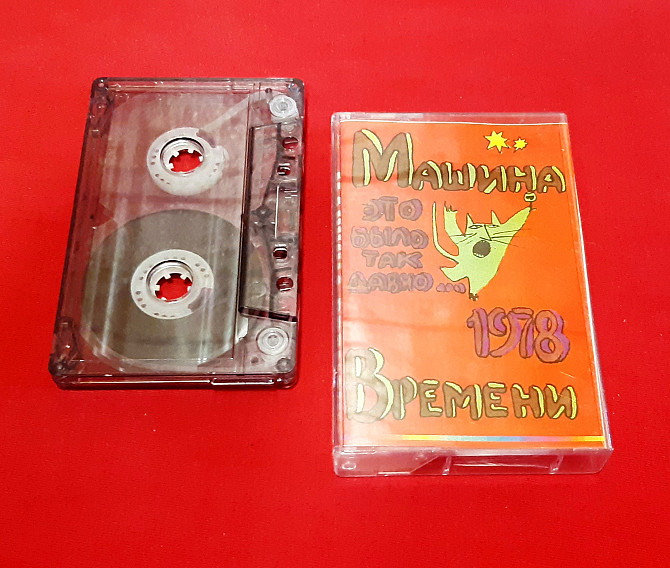 Машина
это
было
так
давно...
1978
Времени